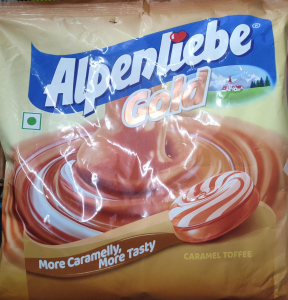 Alpenliebe®
Gold
More Caramelly,
More Tasty
CARAMEL TOFFEE